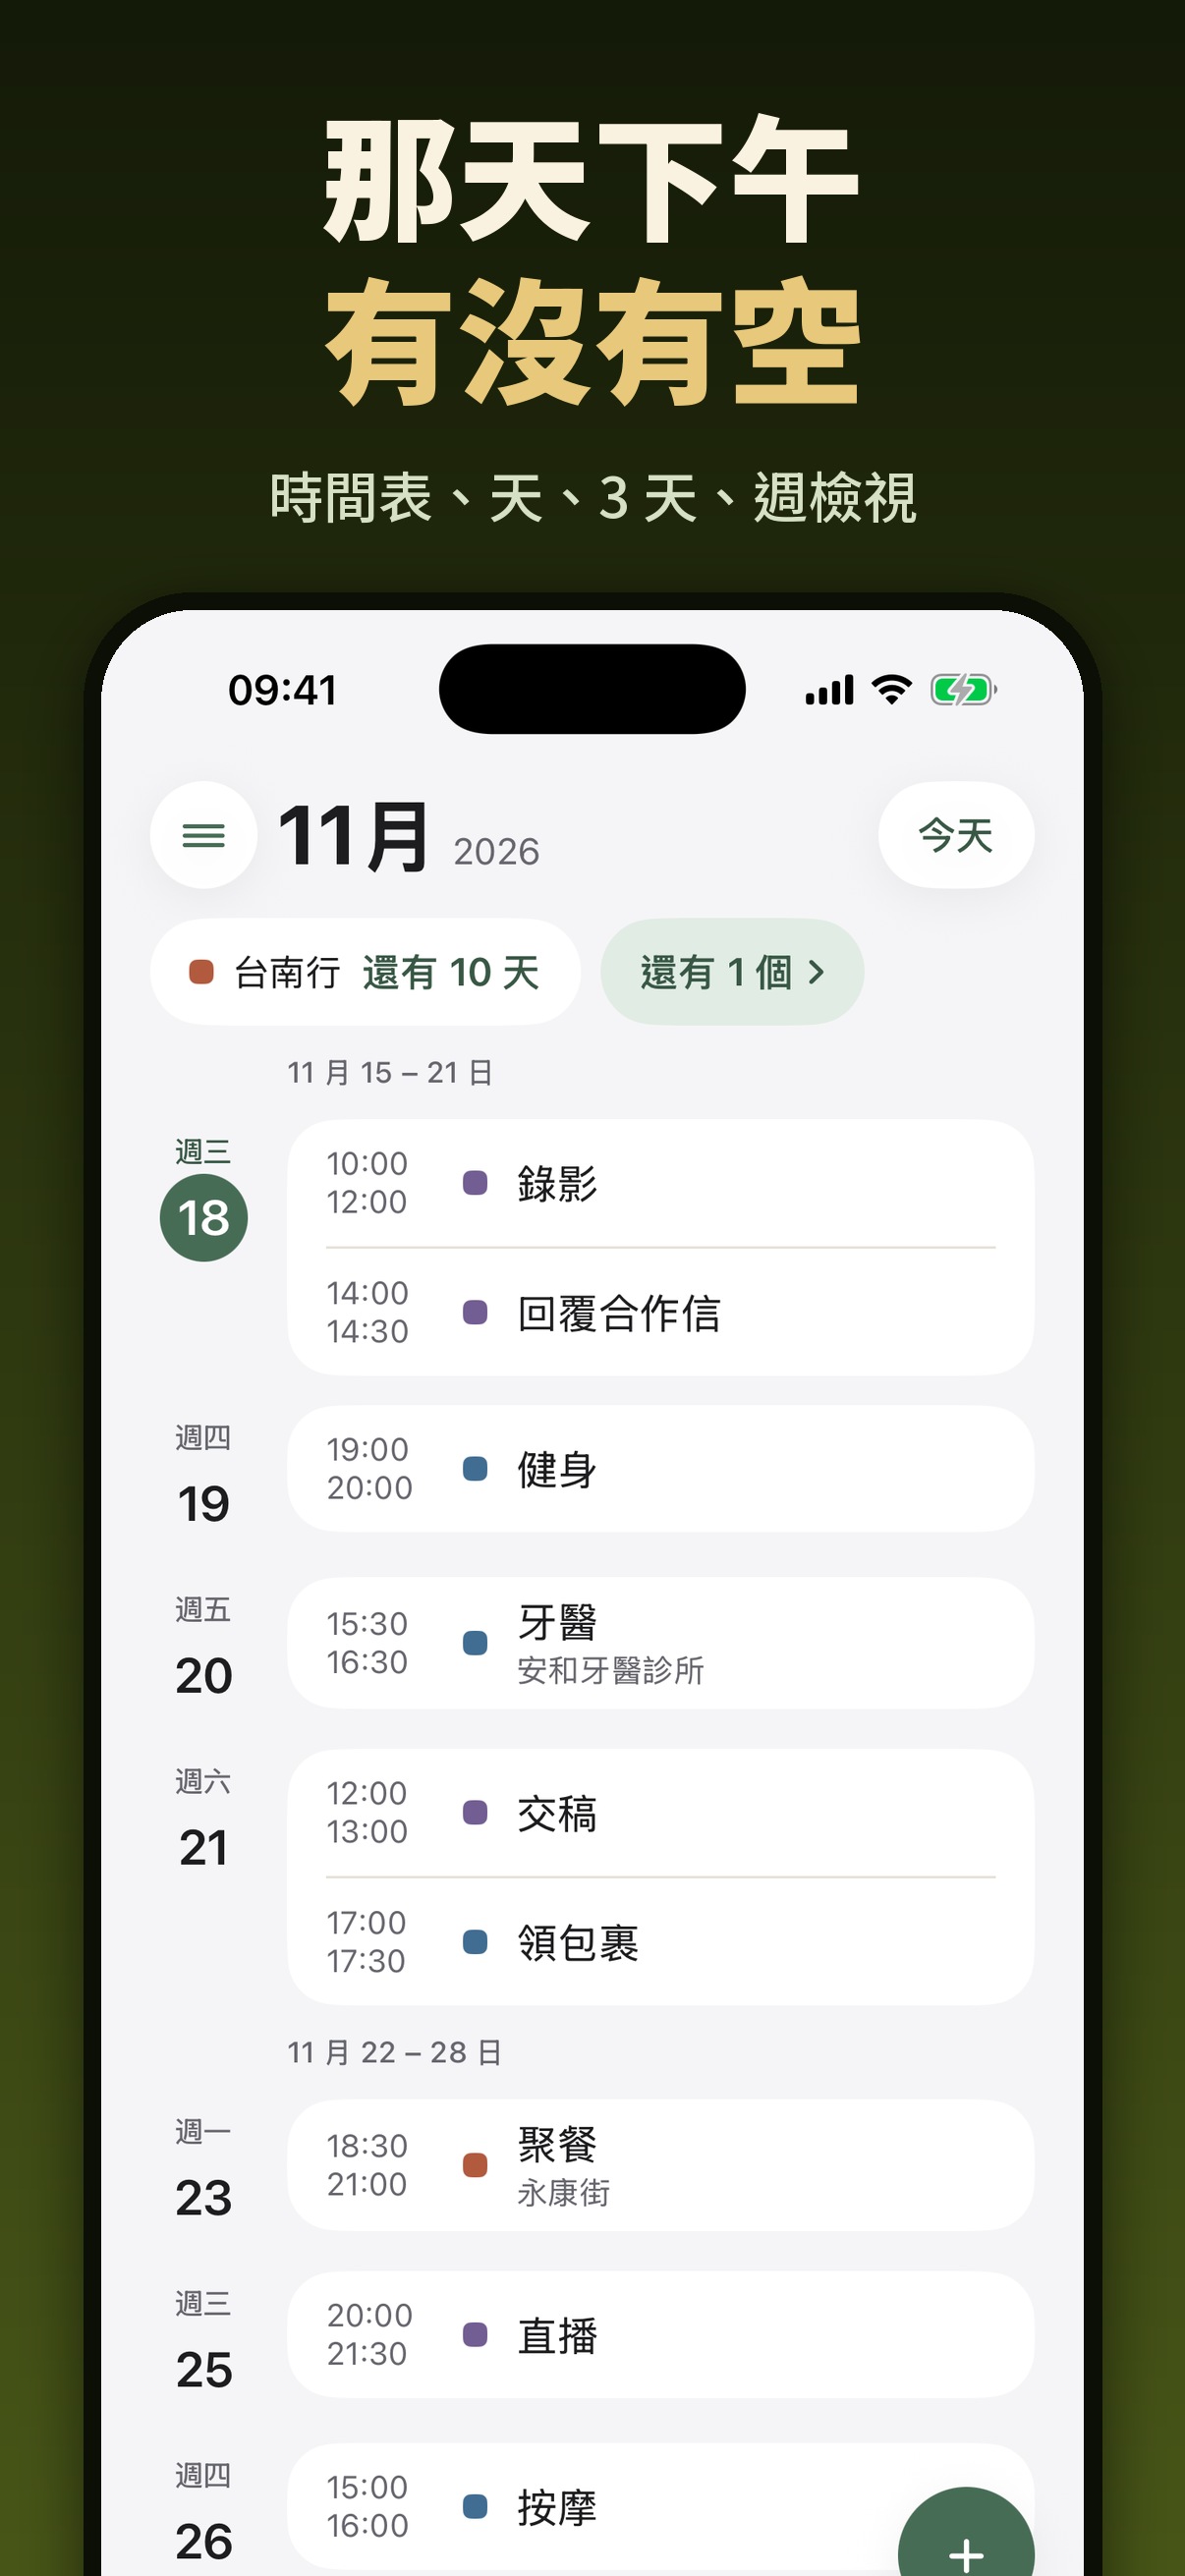 那天下午
有沒有空
時間表、天、3 天、週檢視
09:41
11月 2026
今天
台南行 還有 10 天
還有 1 個 >
11 月 15 – 21 日
週三
18
10:00
12:00
錄影
14:00
14:30
回覆合作信
週四
19
19:00
20:00
健身
週五
20
15:30
16:30
牙醫
安和牙醫診所
週六
21
12:00
13:00
交稿
17:00
17:30
領包裹
11 月 22 – 28 日
週一
23
18:30
21:00
聚餐
永康街
週三
25
20:00
21:30
直播
週四
26
15:00
16:00
按摩
+